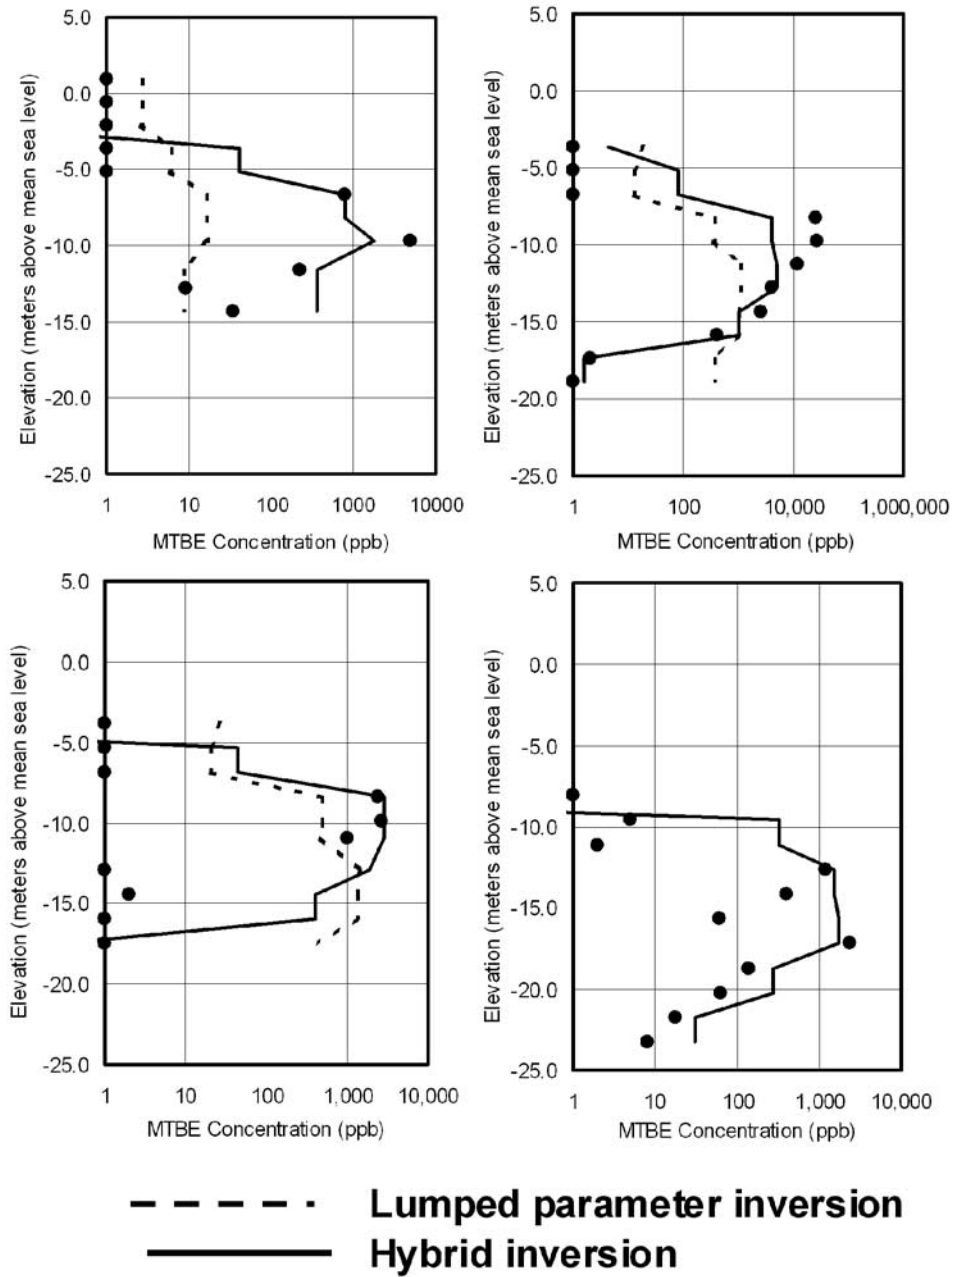 5.0
0.0
-5.0
-10.0
-15.0
-20.0
-25.0
Elevation (meters above mean sea level)
1 10 100 1000 10000
MTBE Concentration (ppb)
5.0
0.0
-5.0
-10.0
-15.0
-20.0
-25.0
Elevation (meters above mean sea level)
1 100 10,000 1,000,000
MTBE Concentration (ppb)
5.0
0.0
-5.0
-10.0
-15.0
-20.0
-25.0
Elevation (meters above mean sea level)
1 10 100 1,000 10,000
MTBE Concentration (ppb)
5.0
0.0
-5.0
-10.0
-15.0
-20.0
-25.0
Elevation (meters above mean sea level)
1 10 100 1,000 10,000
MTBE Concentration (ppb)
Lumped parameter inversion
Hybrid inversion